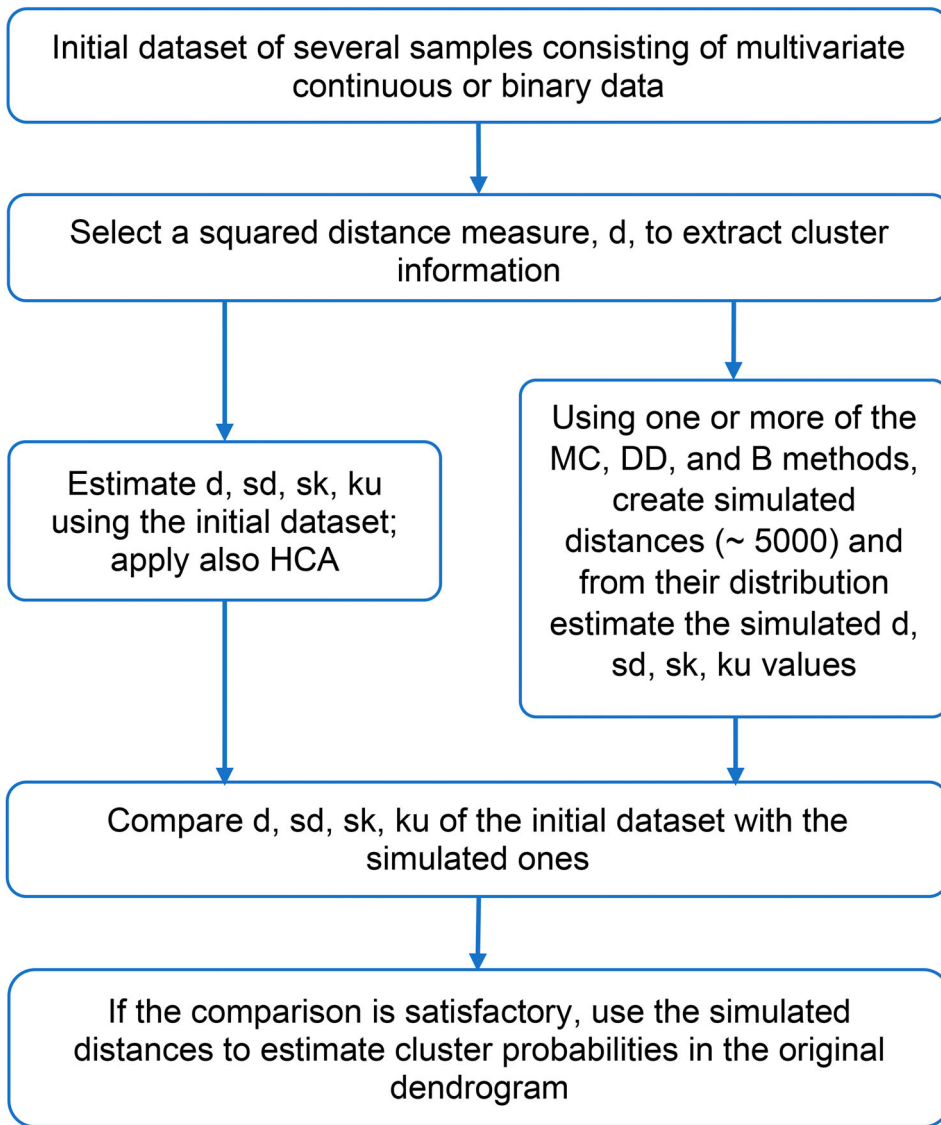 Initial dataset of several samples consisting of multivariate
continuous or binary data
Select a squared distance measure, d, to extract cluster
information
Estimate d, sd, sk, ku
using the initial dataset;
apply also HCA
Using one or more of the
MC, DD, and B methods,
create simulated
distances (~ 5000) and
from their distribution
estimate the simulated d,
sd, sk, ku values
Compare d, sd, sk, ku of the initial dataset with the
simulated ones
If the comparison is satisfactory, use the simulated
distances to estimate cluster probabilities in the original
dendrogram